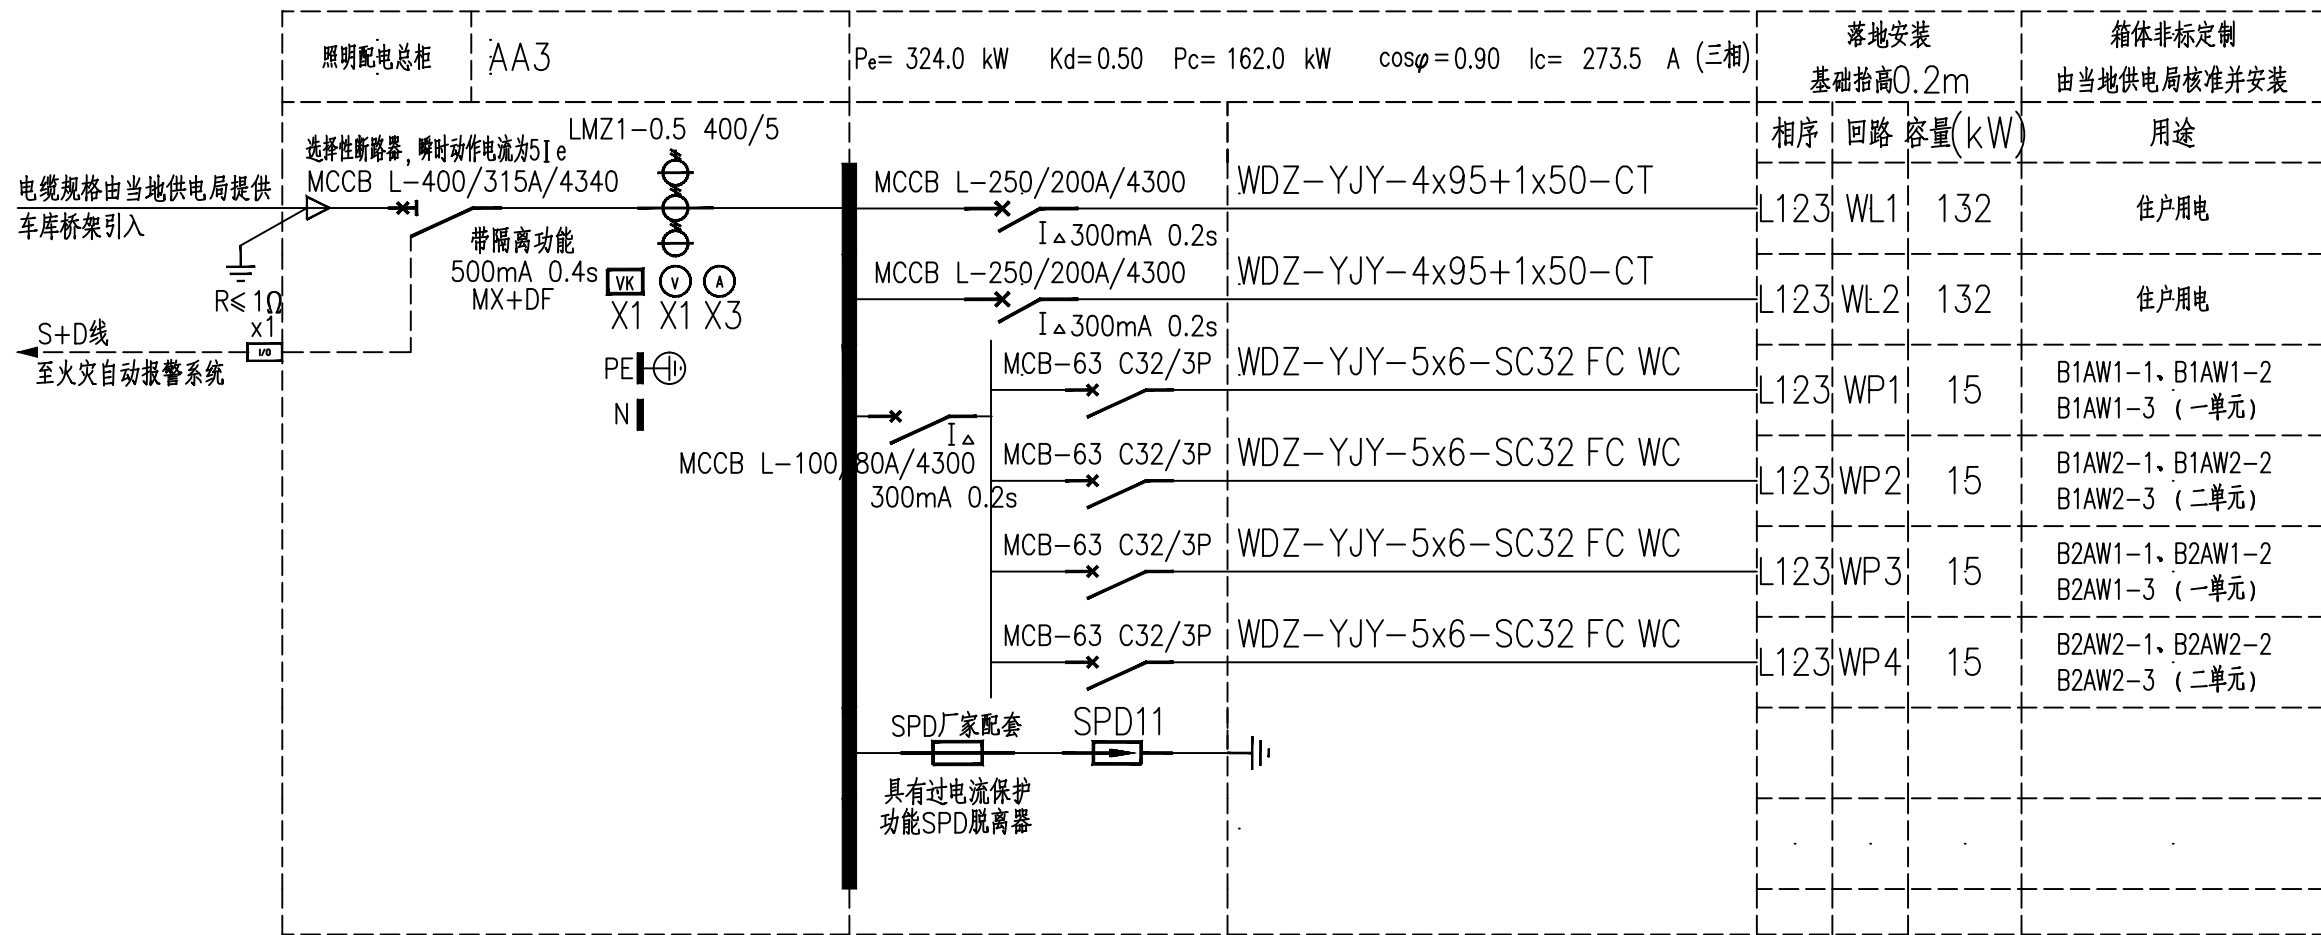 照明配电总柜
AA3
Pe= 324.0 kW Kd=0.50 Pc= 162.0 kW cosφ=0.90 Ic= 273.5 A (三相)
落地安装
基础抬高0.2m
箱体非标定制
由当地供电局核准并安装
相序 回路 容量(kW) 用途
电缆规格由当地供电局提供
车库桥架引入
R≤1Ω
x1
I/O
S+D线
至火灾自动报警系统
选择性断路器,瞬时动作电流为5Ie
MCCB L-400/315A/4340
带隔离功能
500mA 0.4s
MX+DF
LMZ1-0.5 400/5
VK V A
X1 X1 X3
PE
N
MCCB L-250/200A/4300 WDZ-YJY-4x95+1x50-CT
I△300mA 0.2s
L123 WL1 132 住户用电
MCCB L-250/200A/4300 WDZ-YJY-4x95+1x50-CT
I△300mA 0.2s
L123 WL2 132 住户用电
I△
MCCB L-100/80A/4300
300mA 0.2s
MCB-63 C32/3P WDZ-YJY-5x6-SC32 FC WC
L123 WP1 15
B1AW1-1、B1AW1-2
B1AW1-3 (一单元)
MCB-63 C32/3P WDZ-YJY-5x6-SC32 FC WC
L123 WP2 15
B1AW2-1、B1AW2-2
B1AW2-3 (二单元)
MCB-63 C32/3P WDZ-YJY-5x6-SC32 FC WC
L123 WP3 15
B2AW1-1、B2AW1-2
B2AW1-3 (一单元)
MCB-63 C32/3P WDZ-YJY-5x6-SC32 FC WC
L123 WP4 15
B2AW2-1、B2AW2-2
B2AW2-3 (二单元)
SPD厂家配套 SPD11
具有过电流保护
功能SPD脱离器